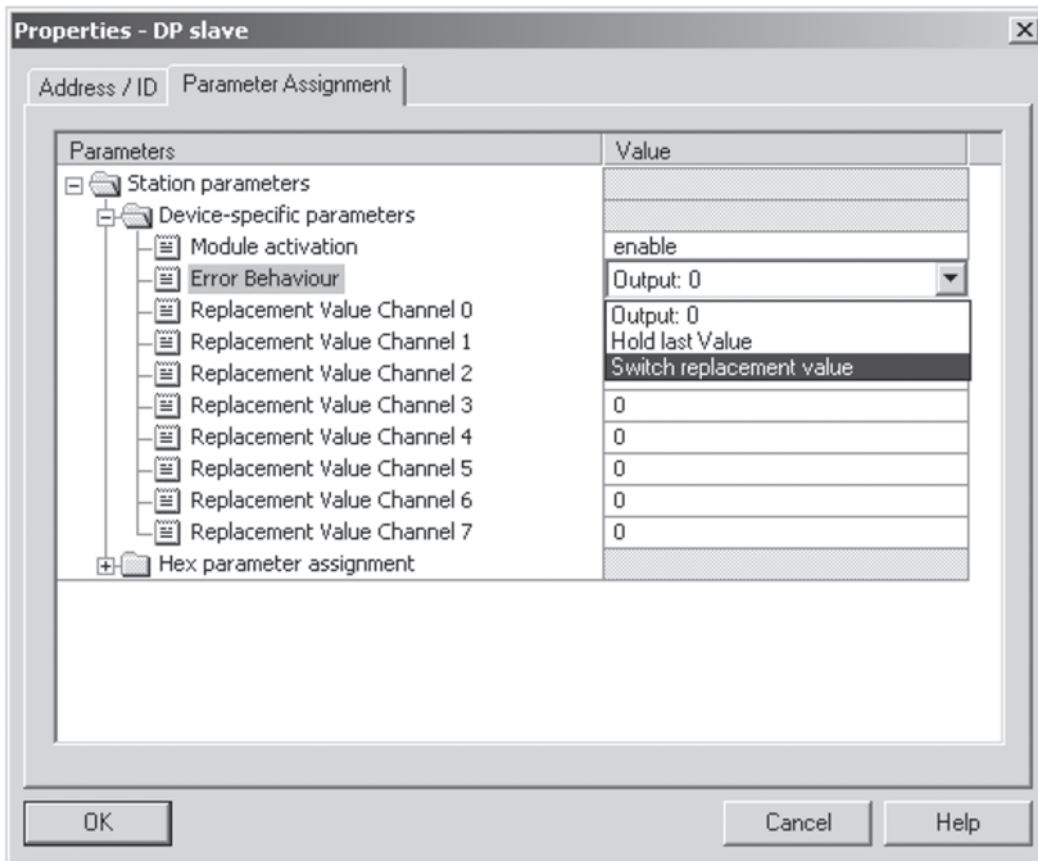 Properties - DP slave
Address / ID Parameter Assignment
Parameters Value
Station parameters
Device-specific parameters
Module activation enable
Error Behaviour Output: 0
Replacement Value Channel 0 Output: 0
Replacement Value Channel 1 Hold last Value
Replacement Value Channel 2 Switch replacement value
Replacement Value Channel 3 0
Replacement Value Channel 4 0
Replacement Value Channel 5 0
Replacement Value Channel 6 0
Replacement Value Channel 7 0
Hex parameter assignment
OK Cancel Help